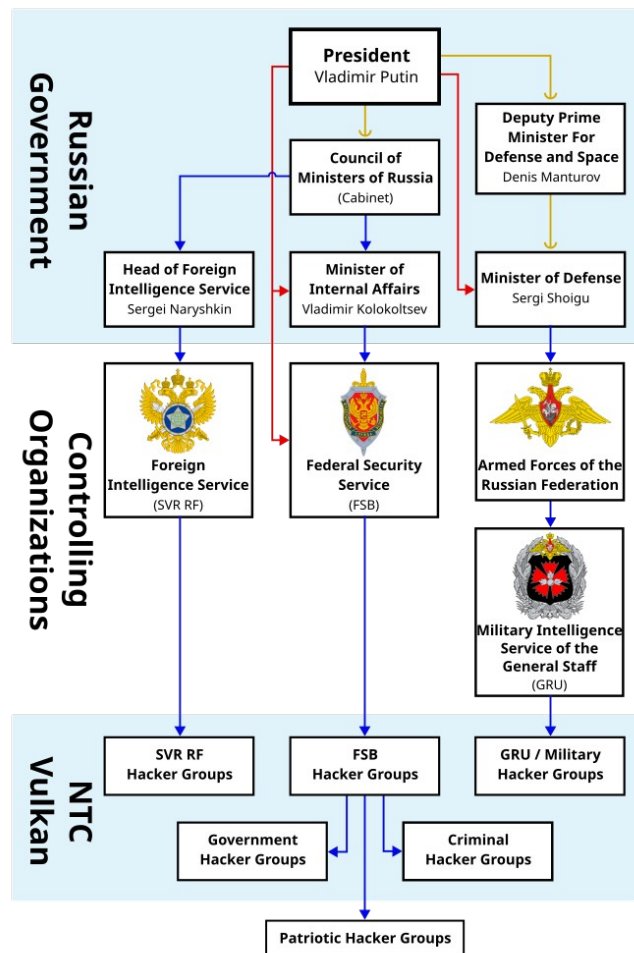 Russian
Government
President
Vladimir Putin
Deputy Prime
Minister For
Defense and Space
Denis Manturov
Council of
Ministers of Russia
(Cabinet)
Head of Foreign
Intelligence Service
Sergei Naryshkin
Minister of
Internal Affairs
Vladimir Kolokoltsev
Minister of Defense
Sergi Shoigu
Controlling
Organizations
Foreign
Intelligence Service
(SVR RF)
Federal Security
Service
(FSB)
Armed Forces of the
Russian Federation
Military Intelligence
Service of the
General Staff
(GRU)
NTC
Vulkan
SVR RF
Hacker Groups
FSB
Hacker Groups
GRU / Military
Hacker Groups
Government
Hacker Groups
Criminal
Hacker Groups
Patriotic Hacker Groups